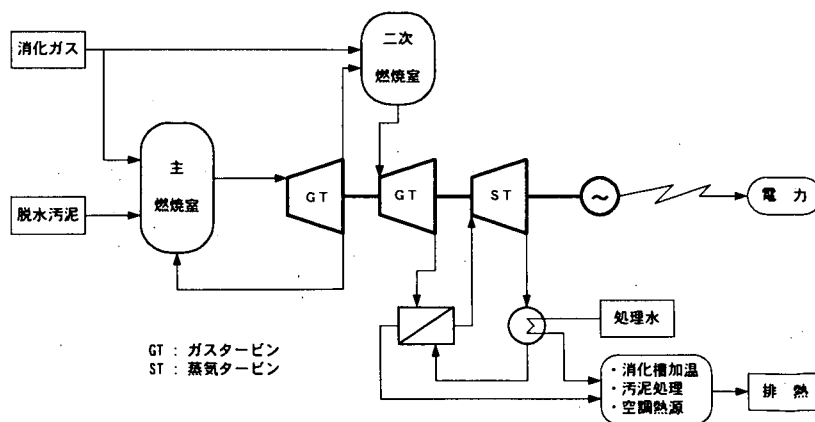 消化ガス
二次
燃焼室
主
燃焼室
脱水汚泥
GT
GT
ST
~
電力
GT : ガスタービン
ST : 蒸気タービン
処理水
・消化槽加温
・汚泥処理
・空調熱源
排熱